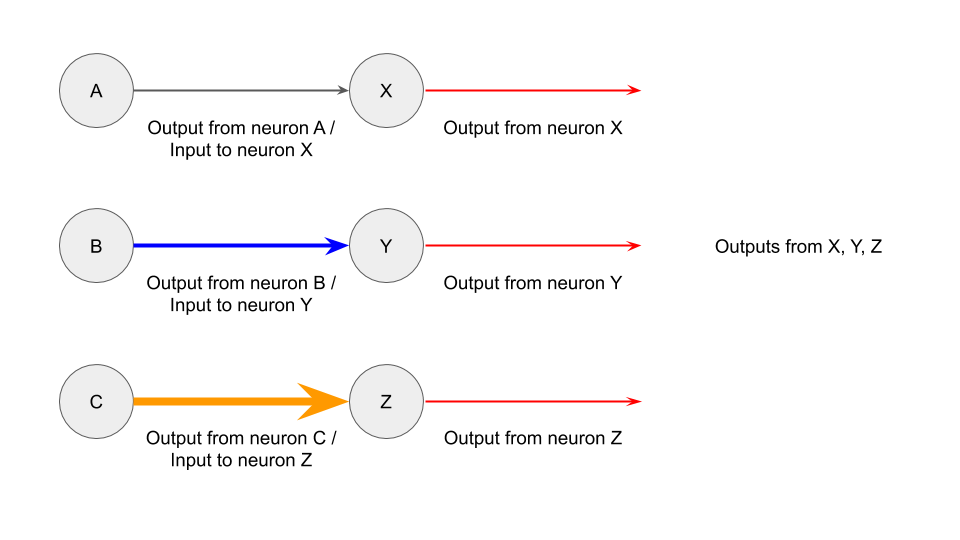 A
X
Output from neuron A /
Input to neuron X
Output from neuron X
B
Y
Output from neuron B /
Input to neuron Y
Output from neuron Y
Outputs from X, Y, Z
C
Z
Output from neuron C /
Input to neuron Z
Output from neuron Z